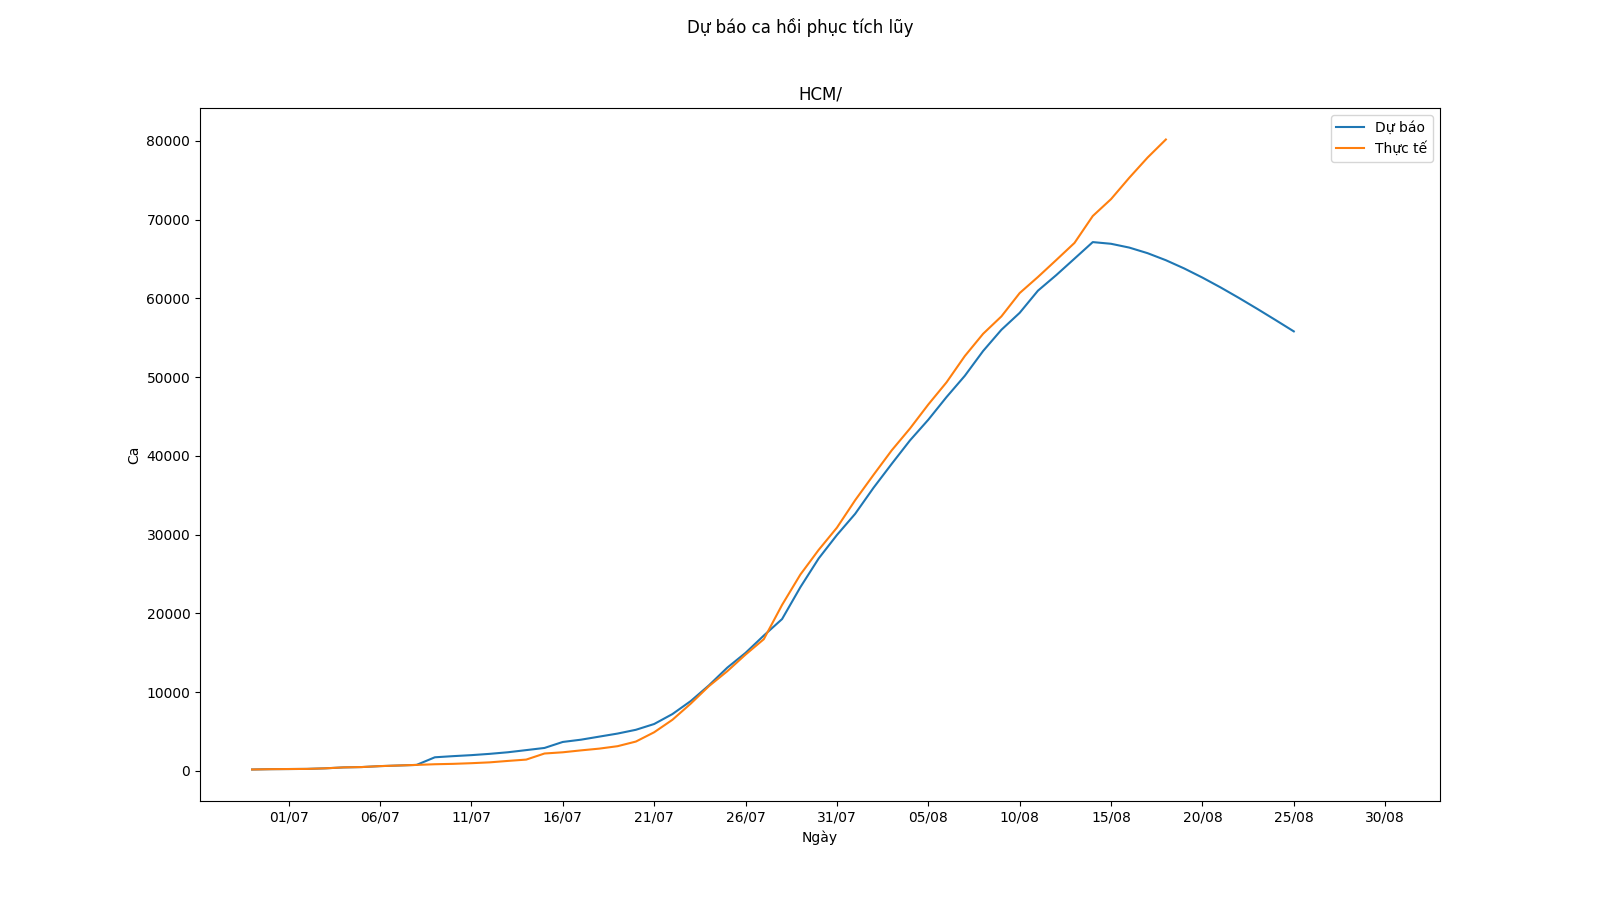 Dự báo ca hồi phục tích lũy
HCM/
Dự báo
Thực tế
80000
70000
60000
50000
40000
30000
20000
10000
0
Ca
01/07 06/07 11/07 16/07 21/07 26/07 31/07 05/08 10/08 15/08 20/08 25/08 30/08
Ngày